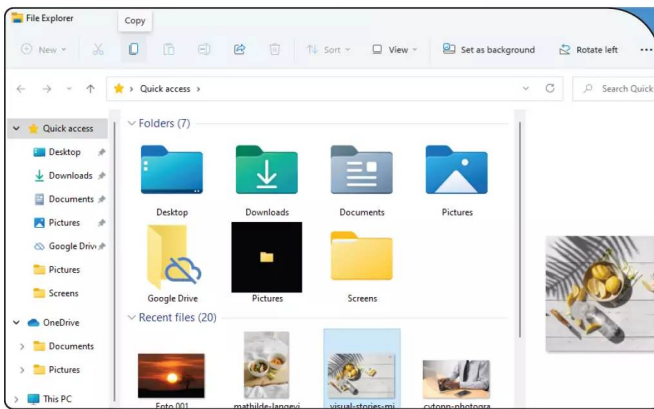 File Explorer
Copy
New
Sort
View
Set as background
Rotate left
Quick access
Search Quick
Quick access
Desktop
Downloads
Documents
Pictures
Google Drive
Pictures
Screens
OneDrive
Documents
Pictures
This PC
Folders (7)
Desktop
Downloads
Documents
Pictures
Google Drive
Pictures
Screens
Recent files (20)
Foto 001
mathilde-langevi
visual-stories-mi
cytonn-photogra